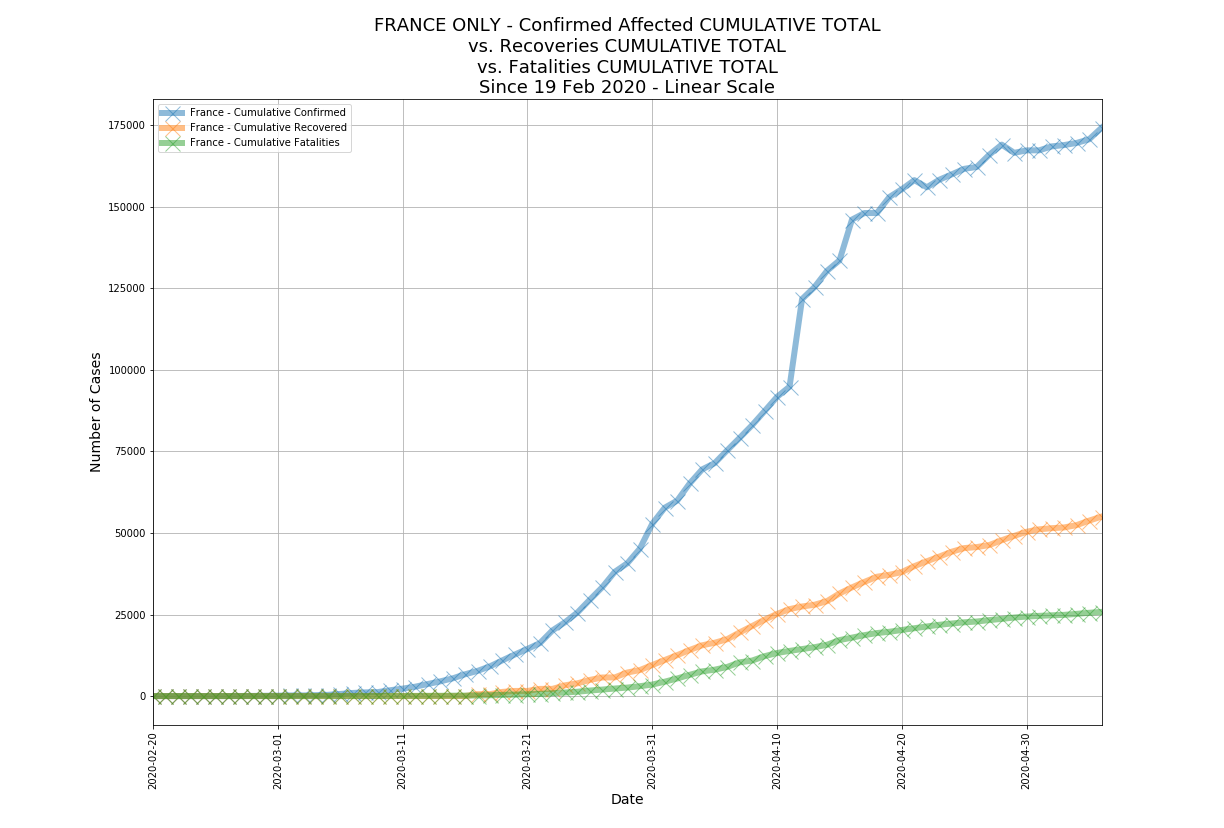 FRANCE ONLY - Confirmed Affected CUMULATIVE TOTAL
vs. Recoveries CUMULATIVE TOTAL
vs. Fatalities CUMULATIVE TOTAL
Since 19 Feb 2020 - Linear Scale
France - Cumulative Confirmed
France - Cumulative Recovered
France - Cumulative Fatalities
175000
150000
125000
100000
75000
50000
25000
0
Number of Cases
2020-02-20
2020-03-01
2020-03-11
2020-03-21
2020-03-31
2020-04-10
2020-04-20
2020-04-30
Date